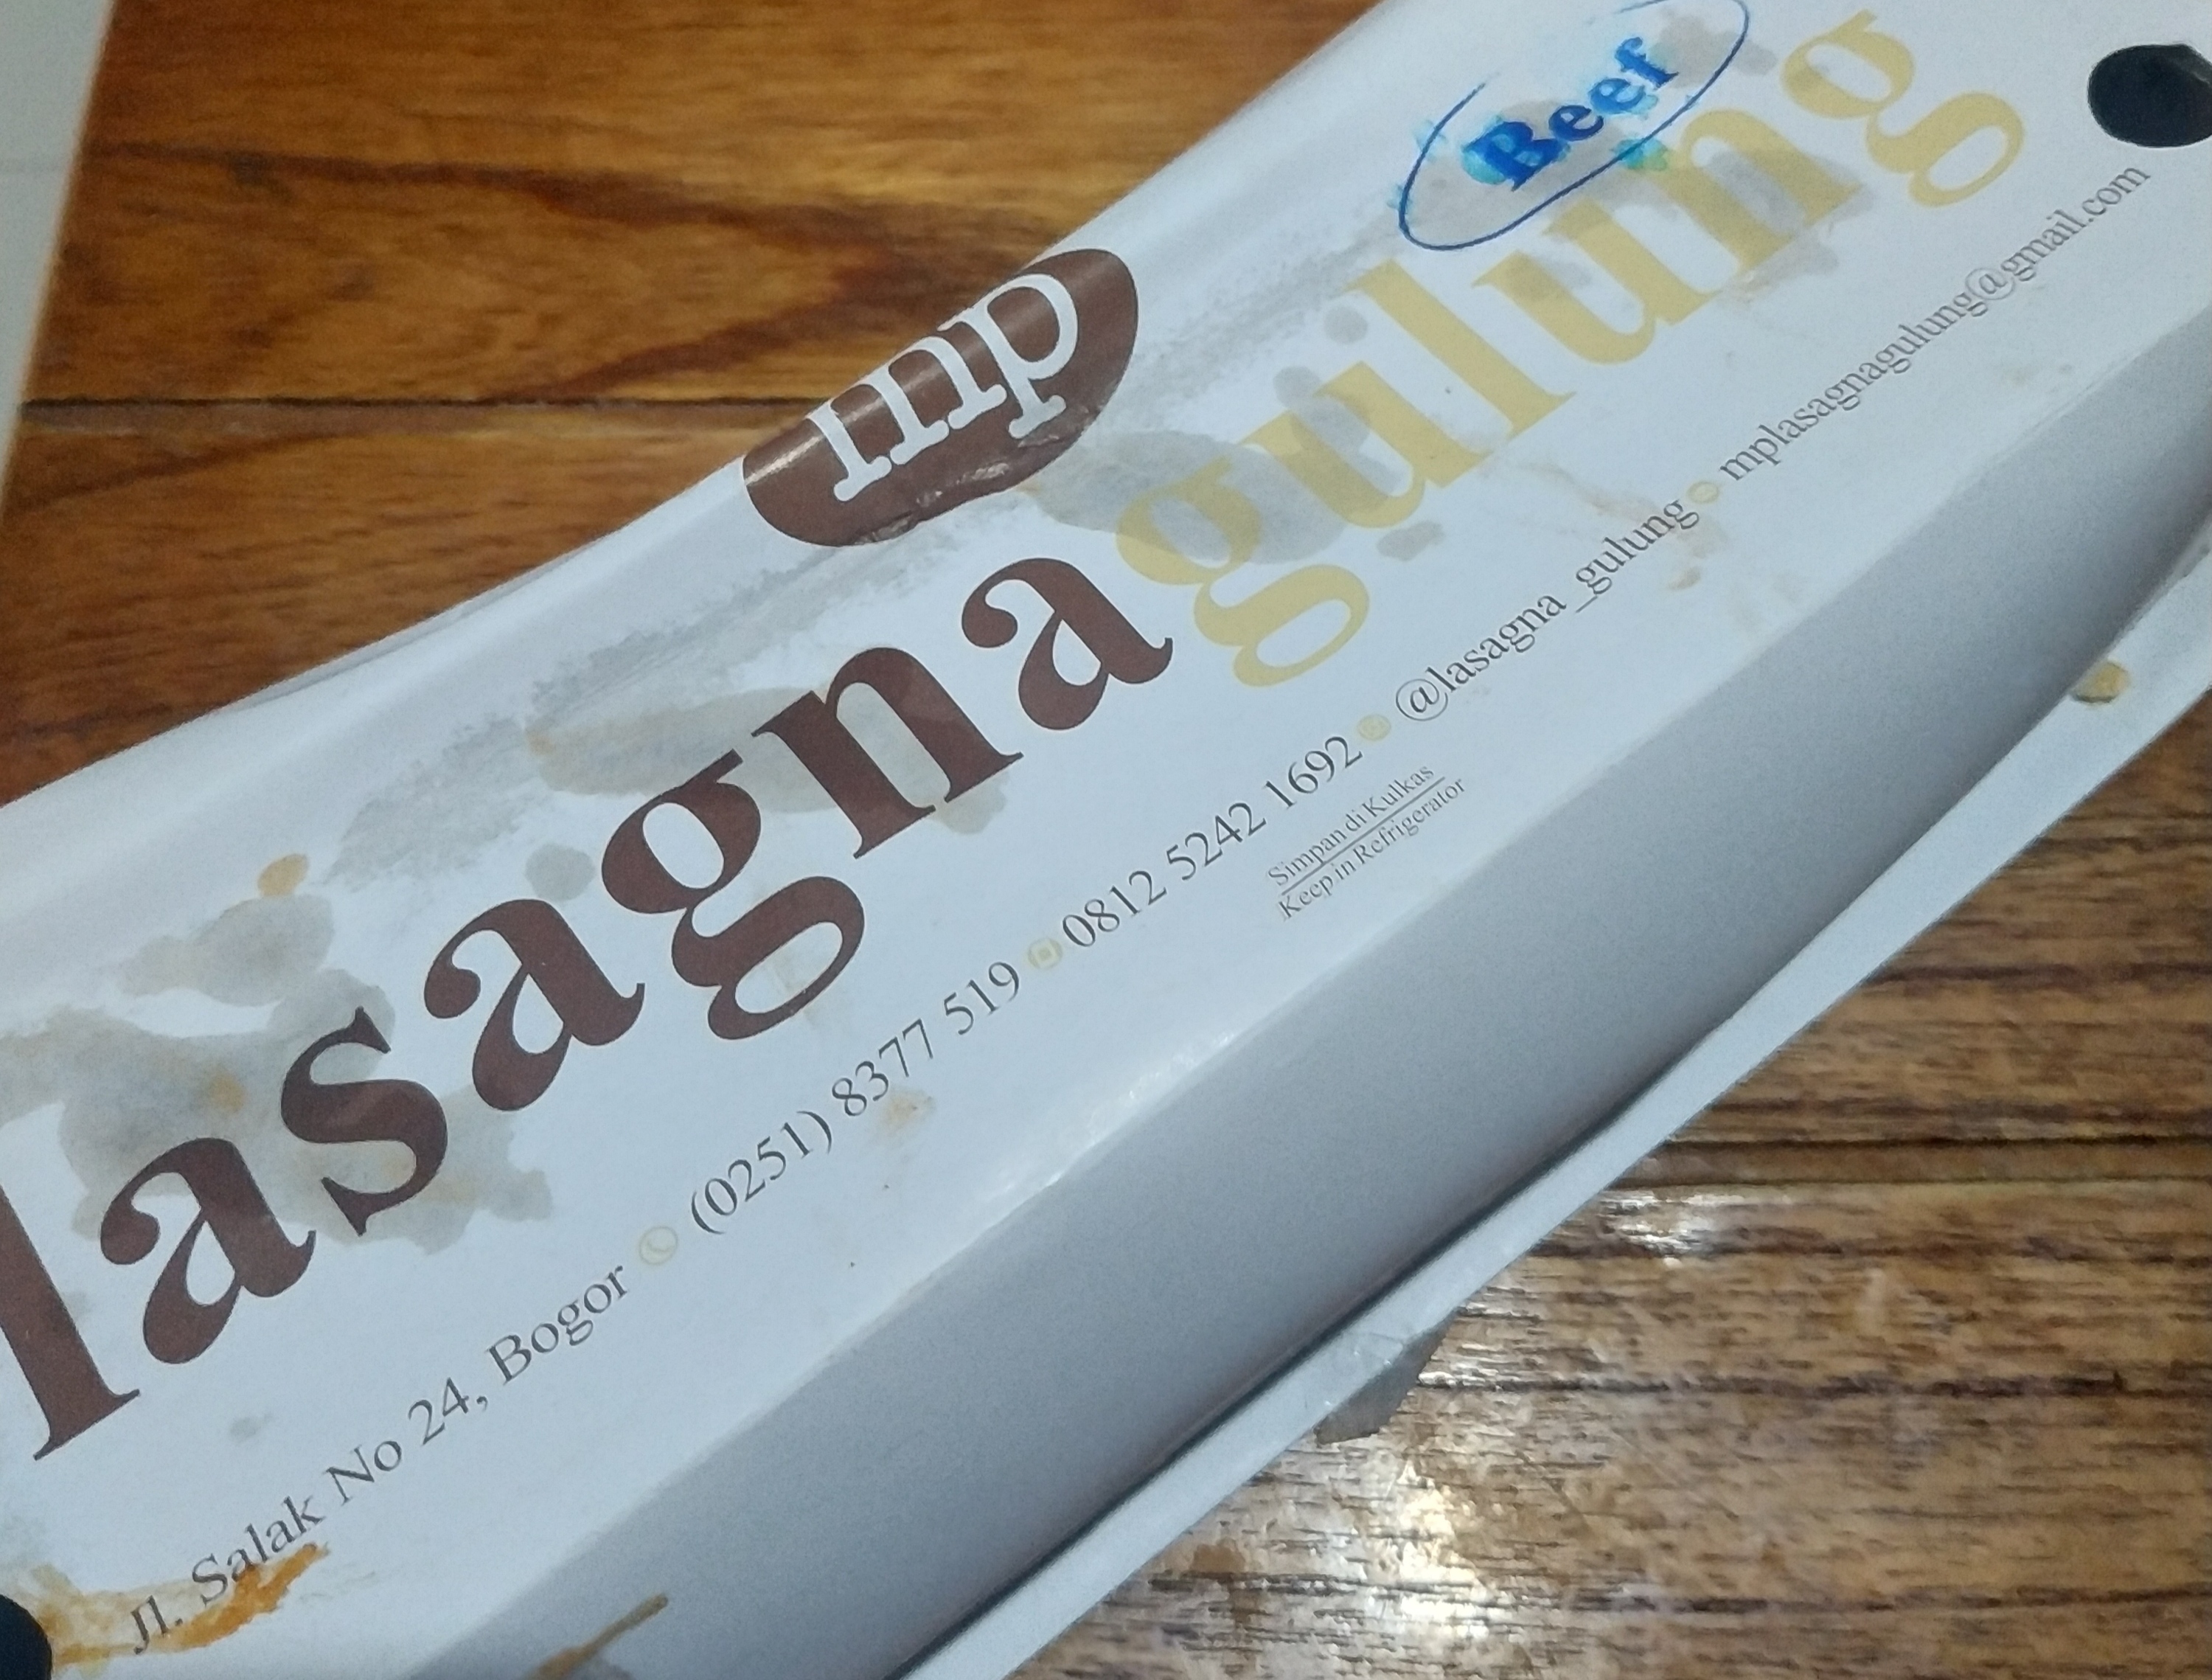 Beef
mp
lasagnagulung
Jl. Salak No 24, Bogor (0251) 8377 519 0812 5242 1692 @lasagna_gulung mplasagnagulung@gmail.com
Simpan di Kulkas
Keep in Refrigerator